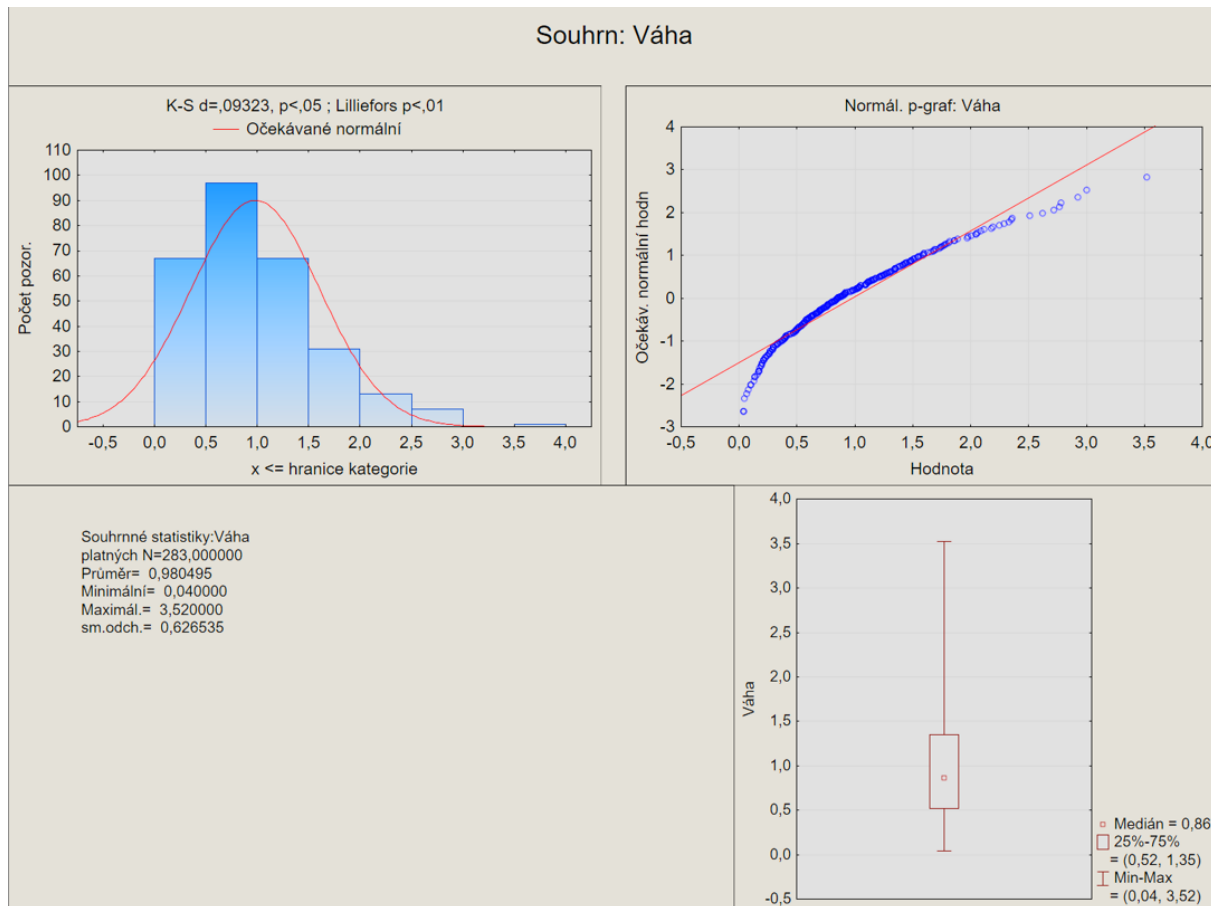 Souhrn: Váha
K-S d=,09323, p<,05 ; Lilliefors p<,01
Očekávané normální
Počet pozor.
110
100
90
80
70
60
50
40
30
20
10
0
-0,5 0,0 0,5 1,0 1,5 2,0 2,5 3,0 3,5 4,0
x <= hranice kategorie
Normál. p-graf: Váha
Očekáv. normální hodn
4
3
2
1
0
-1
-2
-3
-0,5 0,0 0,5 1,0 1,5 2,0 2,5 3,0 3,5 4,0
Hodnota
Souhrnné statistiky:Váha
platných N=283,000000
Průměr= 0,980495
Minimální= 0,040000
Maximál.= 3,520000
sm.odch.= 0,626535
Váha
4,0
3,5
3,0
2,5
2,0
1,5
1,0
0,5
0,0
-0,5
Medián = 0,86
25%-75%
= (0,52, 1,35)
Min-Max
= (0,04, 3,52)